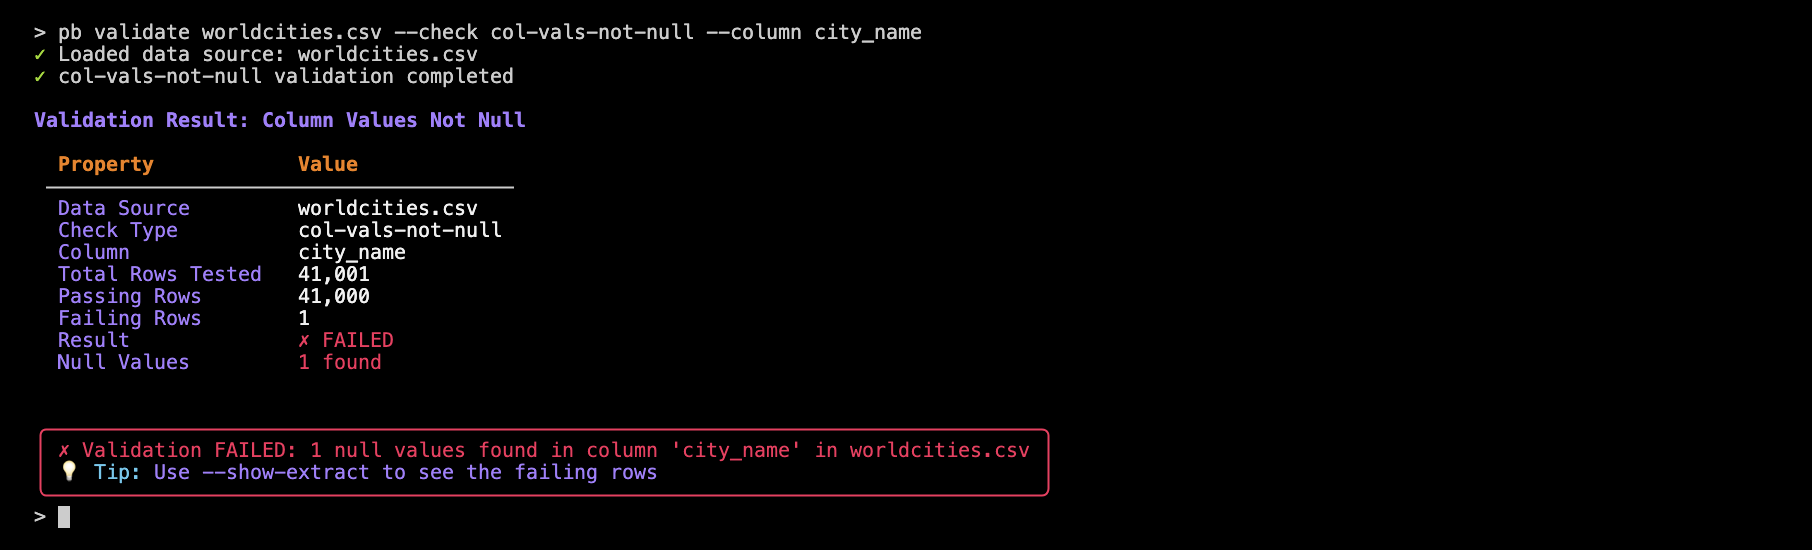 > pb validate worldcities.csv --check col-vals-not-null --column city_name
✓ Loaded data source: worldcities.csv
✓ col-vals-not-null validation completed
Validation Result: Column Values Not Null
Property Value
Data Source worldcities.csv
Check Type col-vals-not-null
Column city_name
Total Rows Tested 41,001
Passing Rows 41,000
Failing Rows 1
Result ✗ FAILED
Null Values 1 found
✗ Validation FAILED: 1 null values found in column 'city_name' in worldcities.csv
💡 Tip: Use --show-extract to see the failing rows
>